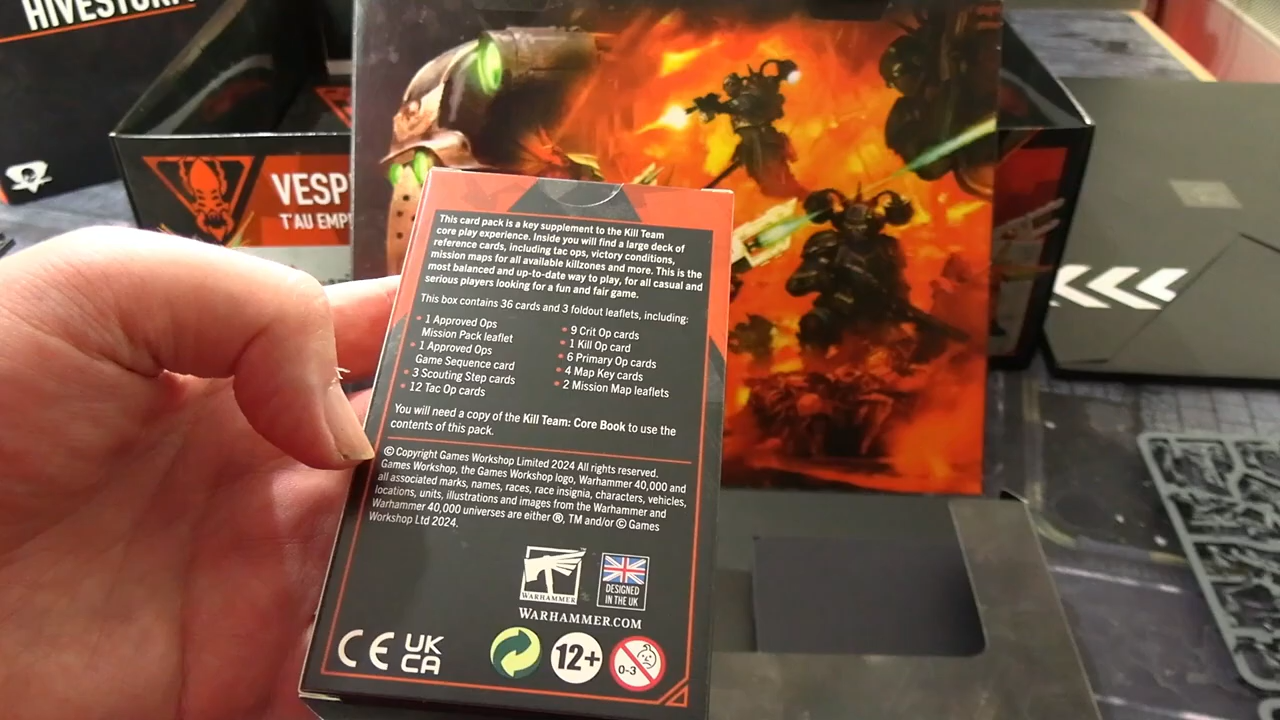 HIVESTORM
VESP
T'AU EMP
This card pack is a key supplement to the Kill Team
core play experience. Inside you will find a large deck of
reference cards, including tac ops, victory conditions,
mission maps for all available killzones and more. This is the
most balanced and up-to-date way to play, for all casual and
serious players looking for a fun and fair game.
This box contains 36 cards and 3 foldout leaflets, including:
• 1 Approved Ops
Mission Pack leaflet
• 1 Approved Ops
Game Sequence card
• 3 Scouting Step cards
• 12 Tac Op cards
• 9 Crit Op cards
• 1 Kill Op card
• 6 Primary Op cards
• 4 Map Key cards
• 2 Mission Map leaflets
You will need a copy of the Kill Team: Core Book to use the
contents of this pack.
© Copyright Games Workshop Limited 2024 All rights reserved.
Games Workshop, the Games Workshop logo, Warhammer 40,000 and
all associated marks, names, races, race insignia, characters, vehicles,
locations, units, illustrations and images from the Warhammer and
Warhammer 40,000 universes are either ®, TM and/or © Games
Workshop Ltd 2024.
WARHAMMER
DESIGNED
IN THE UK
WARHAMMER.COM
CE
UK
CA
12+
0-3